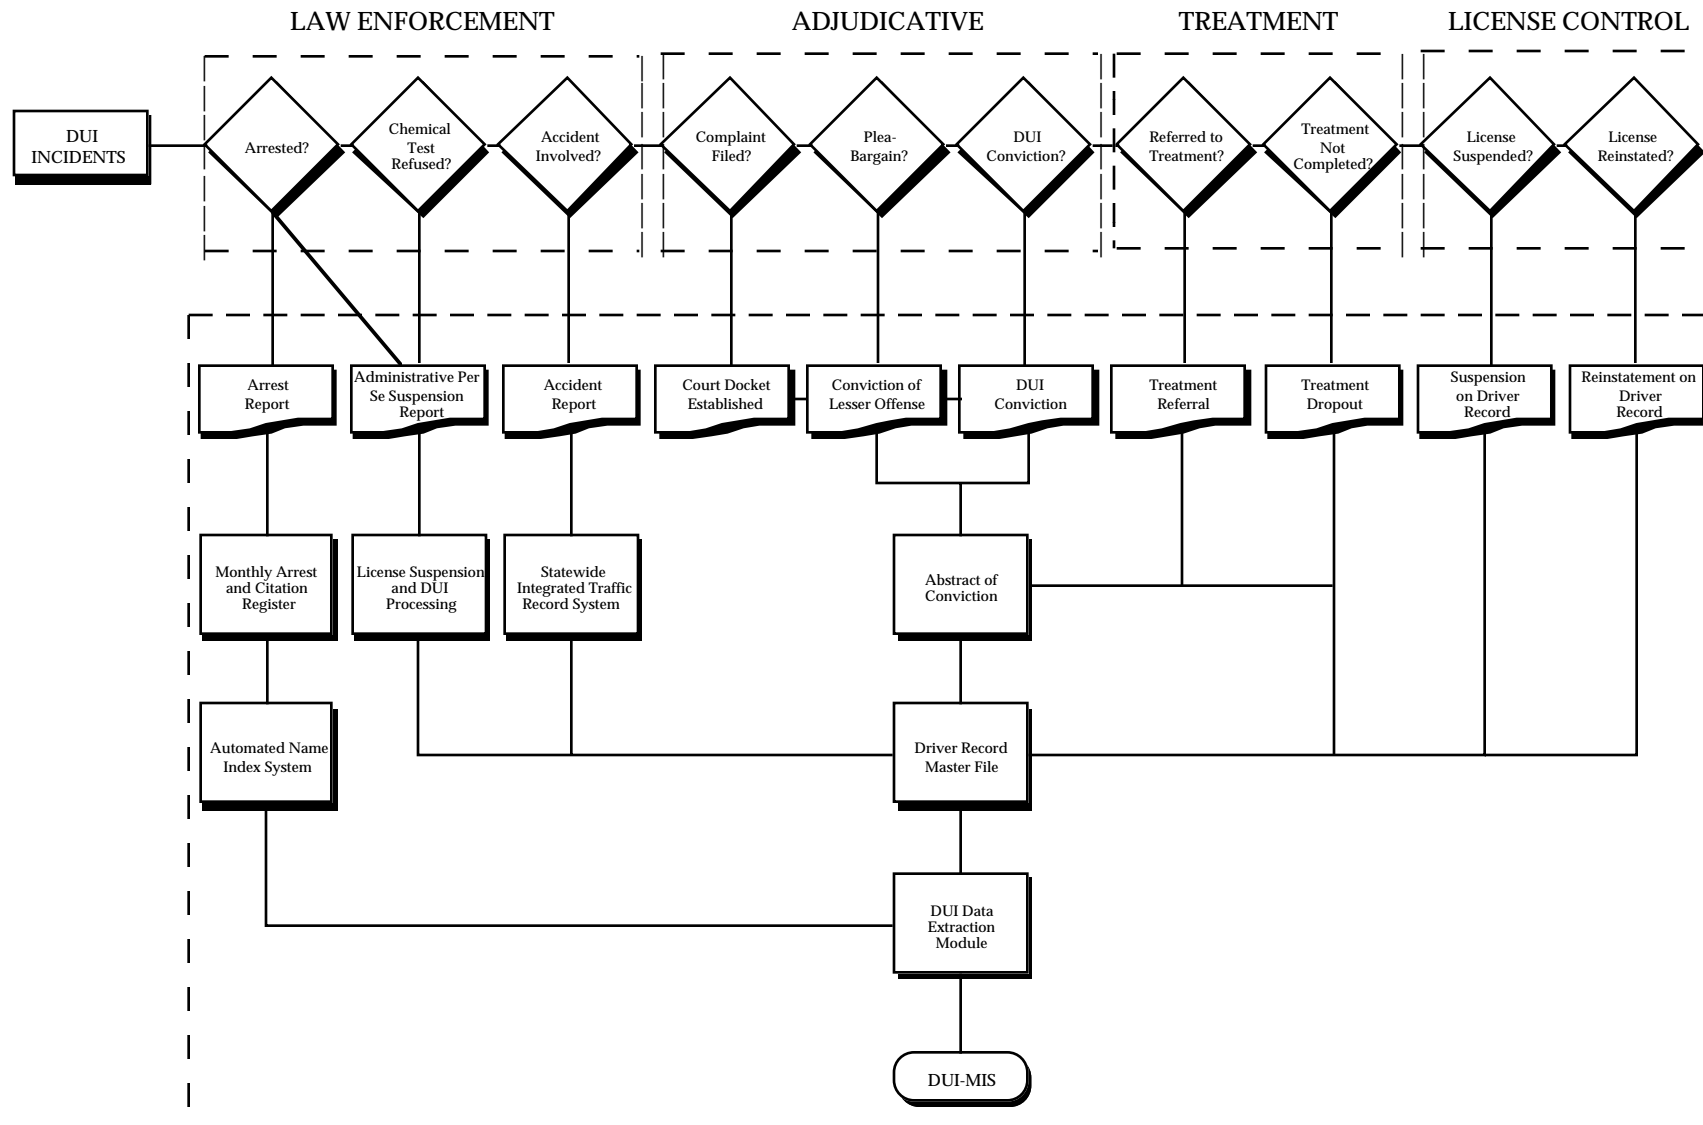 LAW ENFORCEMENT
ADJUDICATIVE
TREATMENT
LICENSE CONTROL
DUI
INCIDENTS
Arrested?
Chemical
Test
Refused?
Accident
Involved?
Complaint
Filed?
Plea-
Bargain?
DUI
Conviction?
Referred to
Treatment?
Treatment
Not
Completed?
License
Suspended?
License
Reinstated?
Arrest
Report
Administrative Per
Se Suspension
Report
Accident
Report
Court Docket
Established
Conviction of
Lesser Offense
DUI
Conviction
Treatment
Referral
Treatment
Dropout
Suspension
on Driver
Record
Reinstatement on
Driver
Record
Monthly Arrest
and Citation
Register
License Suspension
and DUI
Processing
Statewide
Integrated Traffic
Record System
Abstract of
Conviction
Automated Name
Index System
Driver Record
Master File
DUI Data
Extraction
Module
DUI-MIS